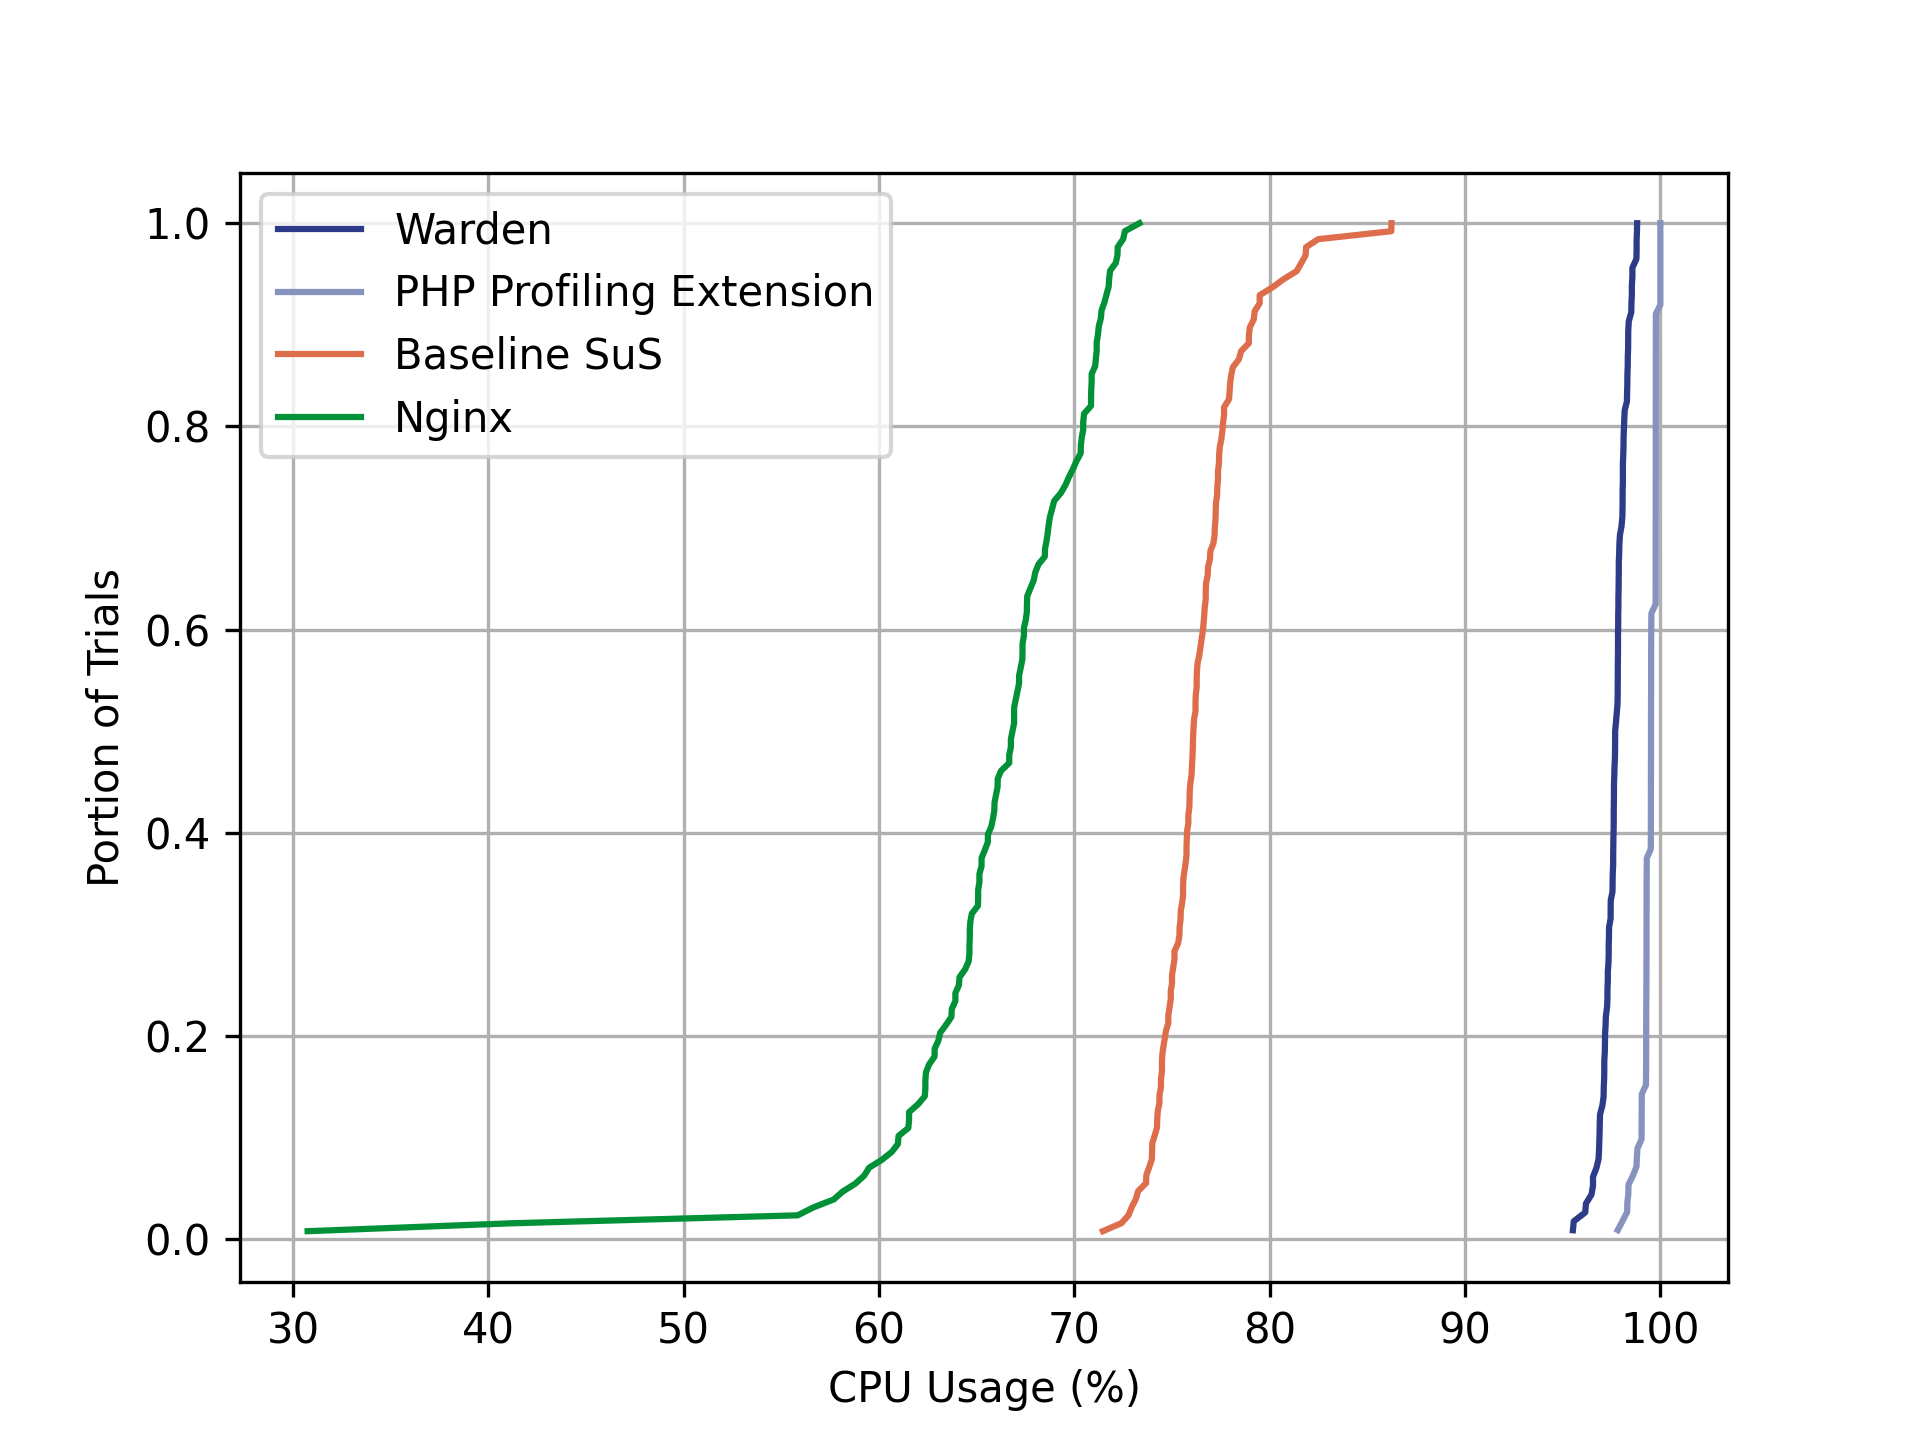 Warden
PHP Profiling Extension
Baseline SuS
Nginx
1.0
0.8
0.6
0.4
0.2
0.0
Portion of Trials
30 40 50 60 70 80 90 100
CPU Usage (%)